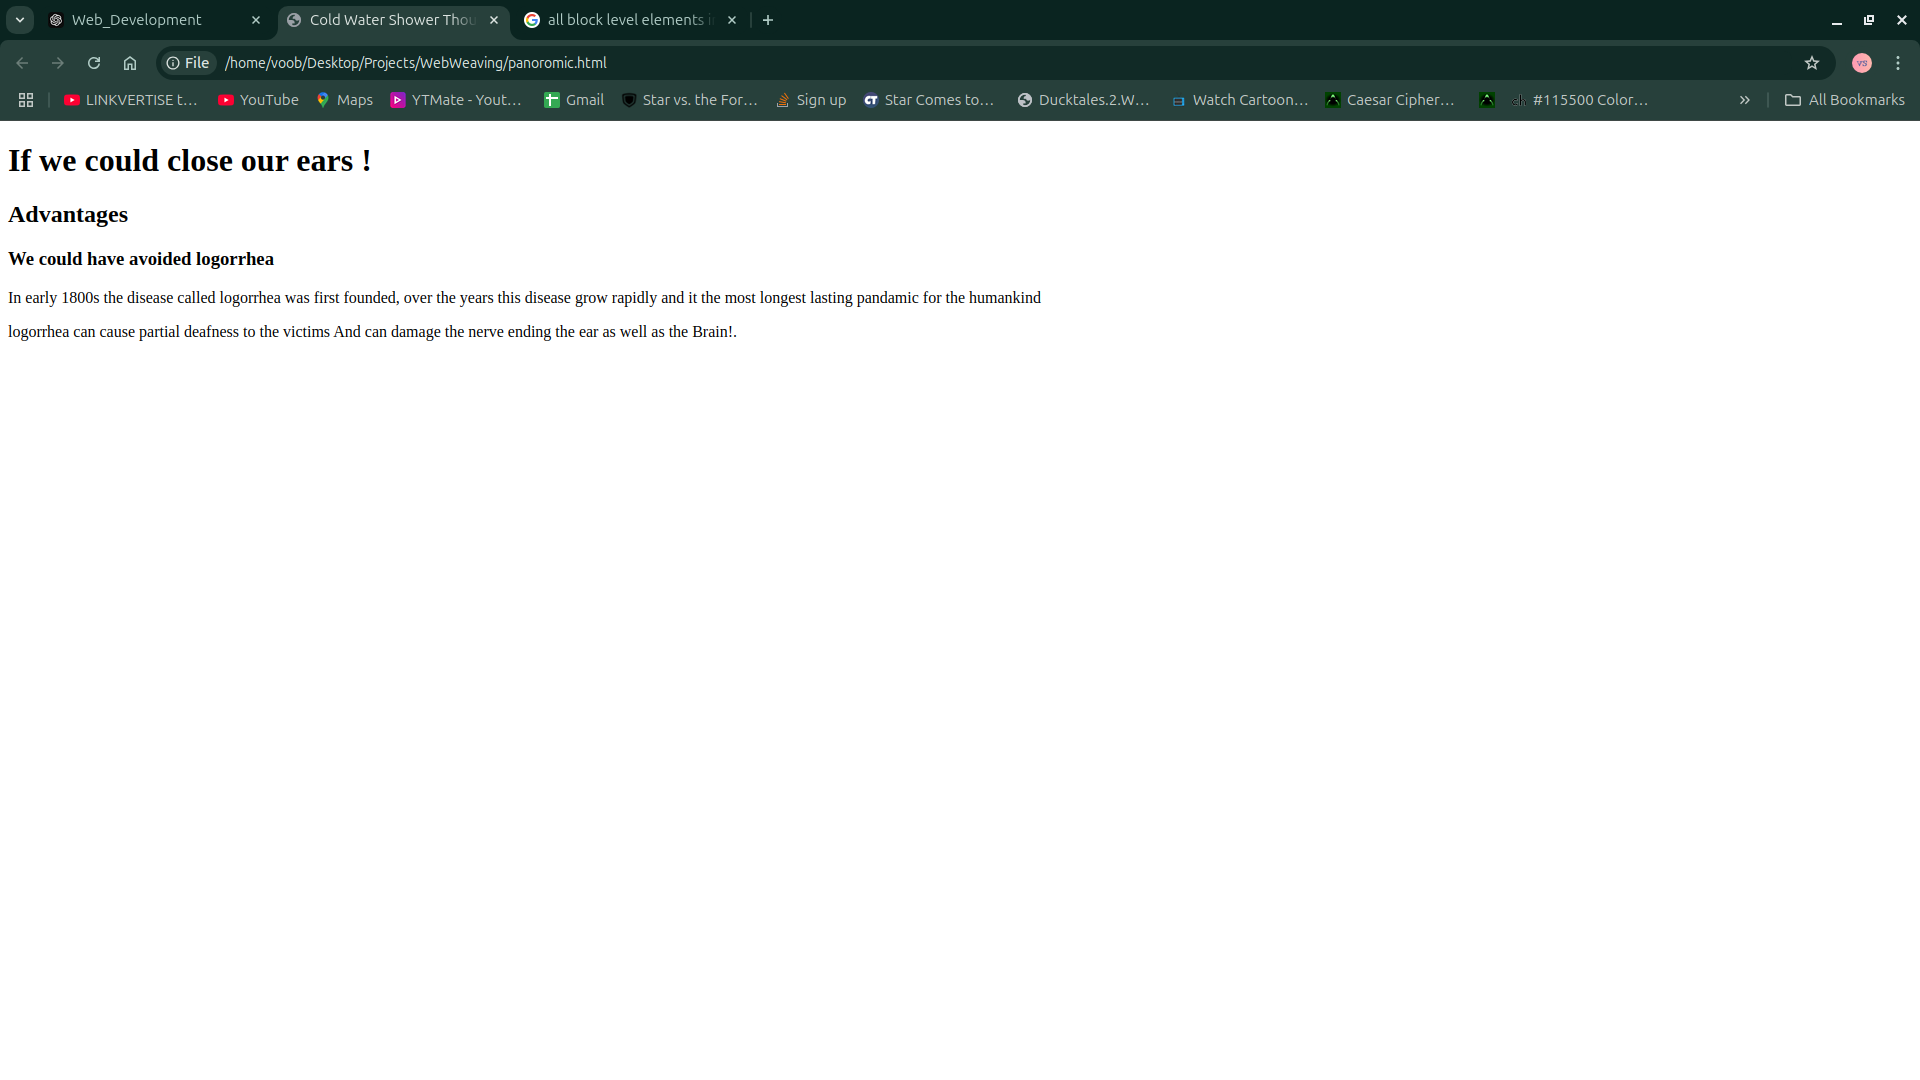 Web_Development
Cold Water Shower Thou
all block level elements i
File
/home/voob/Desktop/Projects/WebWeaving/panoromic.html
VS
LINKVERTISE t...
YouTube
Maps
YTMate - Yout...
Gmail
Star vs. the For...
Sign up
Star Comes to...
Ducktales.2.W...
Watch Cartoon...
Caesar Cipher...
#115500 Color...
All Bookmarks
If we could close our ears !
Advantages
We could have avoided logorrhea
In early 1800s the disease called logorrhea was first founded, over the years this disease grow rapidly and it the most longest lasting pandamic for the humankind
logorrhea can cause partial deafness to the victims And can damage the nerve ending the ear as well as the Brain!.